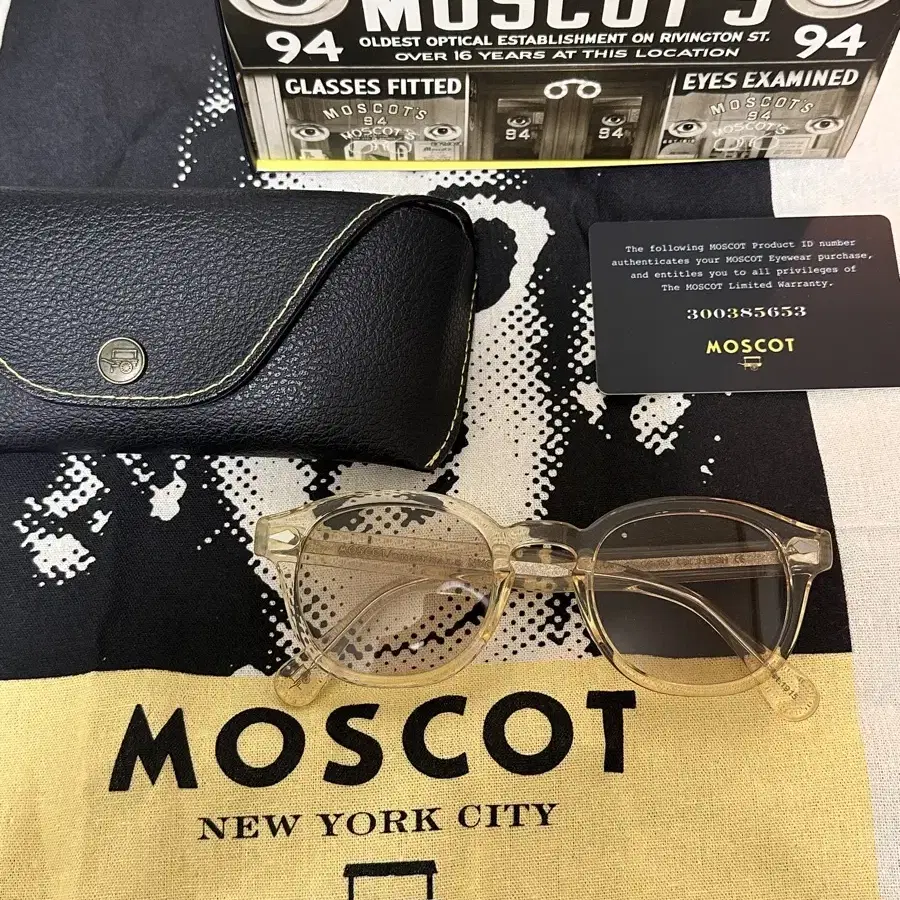 MOSCOT'S
94
OLDEST OPTICAL ESTABLISHMENT ON RIVINGTON ST.
OVER 16 YEARS AT THIS LOCATION
94
GLASSES FITTED
EYES EXAMINED
MOSCOT'S
94
MOSCOT'S
94
94
MOSCOT'S
94
MOSCOT'S
The following MOSCOT Product ID number
authenticates your MOSCOT Eyewear purchase,
and entitles you to all privileges of
The MOSCOT Limited Warranty.
300385653
MOSCOT
MOSCOT
NEW YORK CITY